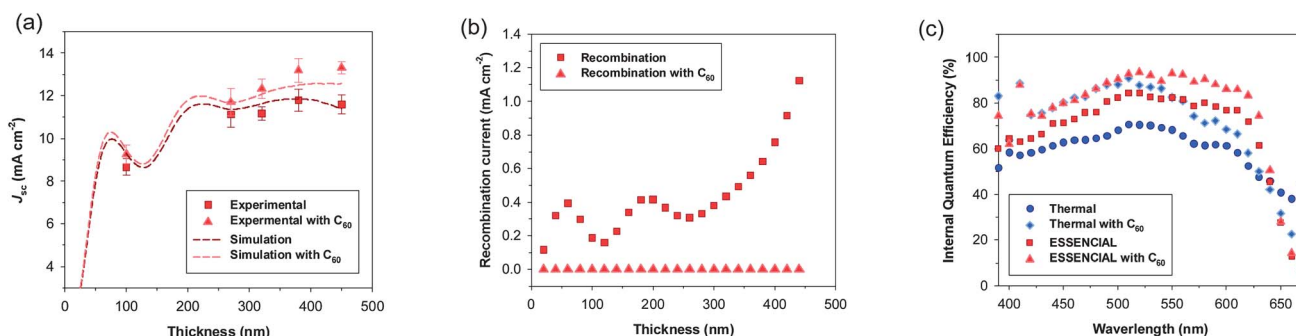 (a)
J_sc (mA cm⁻²)
14
12
10
8
6
4
0
100
200
300
400
500
Thickness (nm)
Experimental
Expermental with C₆₀
Simulation
Simulation with C₆₀
(b)
Recombination current (mA cm⁻²)
1.4
1.2
1.0
0.8
0.6
0.4
0.2
0.0
0
100
200
300
400
500
Thickness (nm)
Recombination
Recombination with C₆₀
(c)
Internal Quantum Efficiency (%)
100
80
60
40
20
0
400
450
500
550
600
650
Waverlength (nm)
Thermal
Thermal with C₆₀
ESSENCIAL
ESSENCIAL with C₆₀